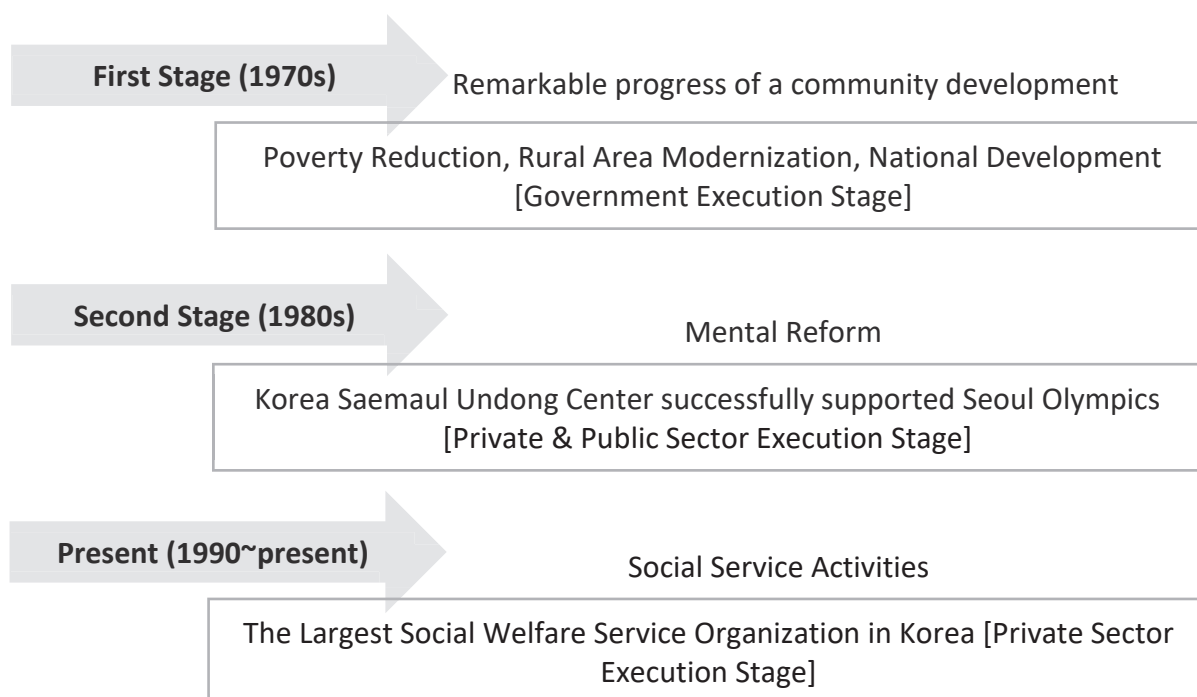 First Stage (1970s)
Remarkable progress of a community development
Poverty Reduction, Rural Area Modernization, National Development
[Government Execution Stage]
Second Stage (1980s)
Mental Reform
Korea Saemaul Undong Center successfully supported Seoul Olympics
[Private & Public Sector Execution Stage]
Present (1990~present)
Social Service Activities
The Largest Social Welfare Service Organization in Korea [Private Sector
Execution Stage]